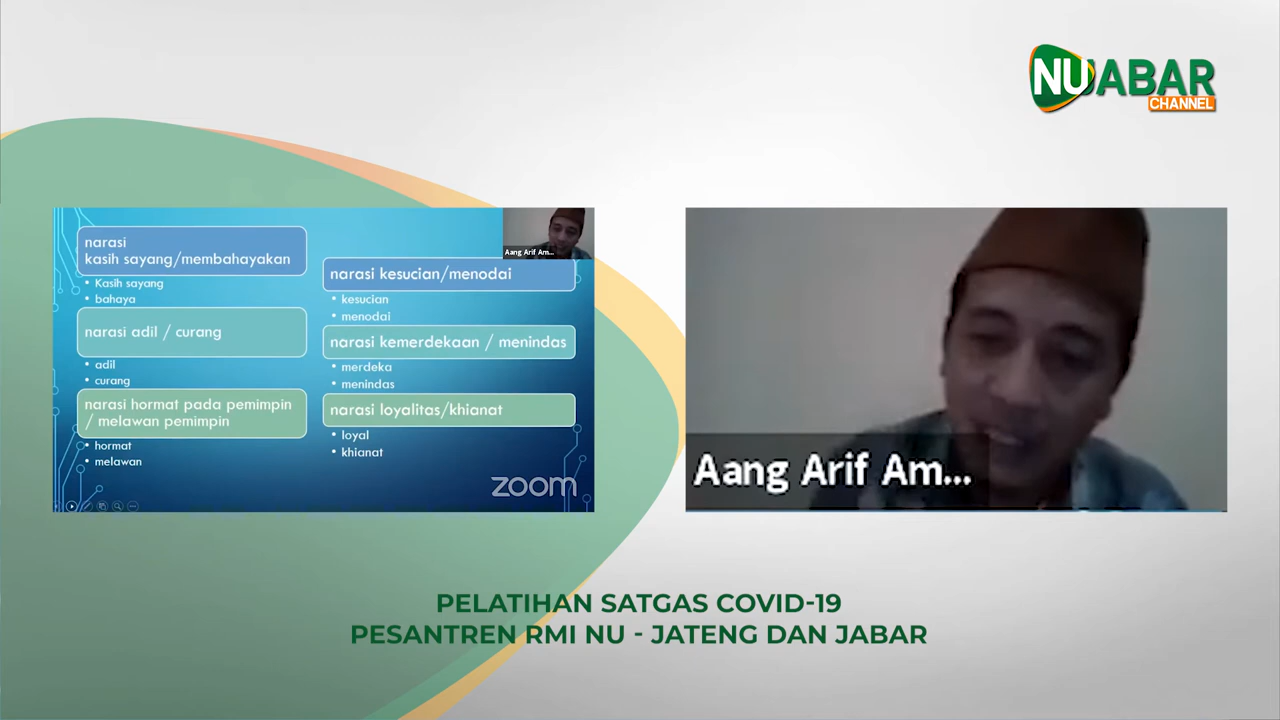 NU JABAR
CHANNEL
narasi
kasih sayang/membahayakan
• Kasih sayang
• bahaya
narasi adil / curang
• adil
• curang
narasi hormat pada pemimpin
/ melawan pemimpin
• hormat
• melawan
Aang Arif Am...
narasi kesucian/menodai
• kesucian
• menodai
narasi kemerdekaan / menindas
• merdeka
• menindas
narasi loyalitas/khianat
• loyal
• khianat
zoom
Aang Arif Am...
PELATIHAN SATGAS COVID-19
PESANTREN RMI NU - JATENG DAN JABAR